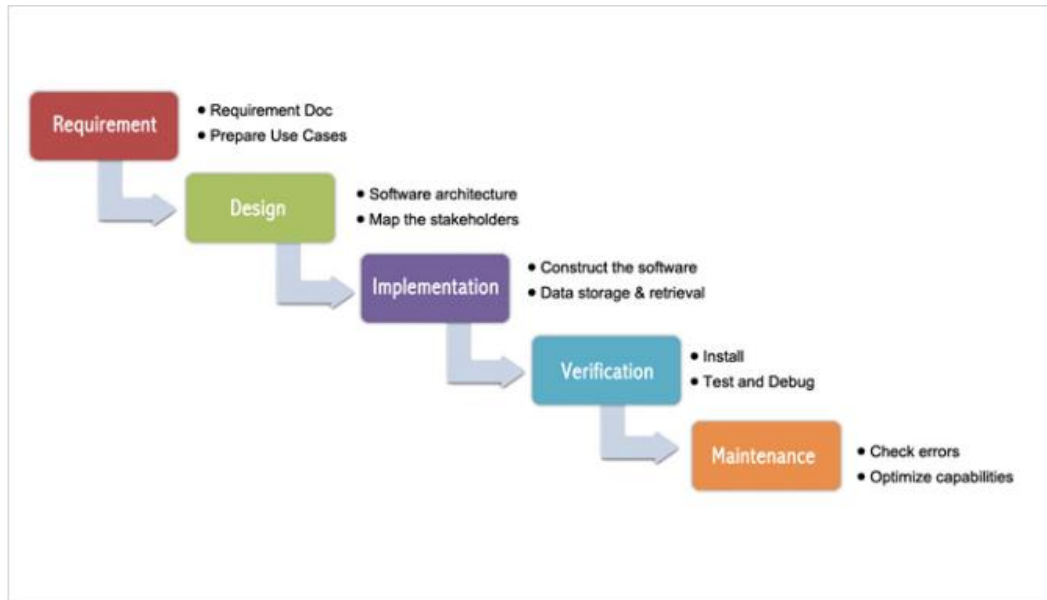 Requirement
• Requirement Doc
• Prepare Use Cases
Design
• Software architecture
• Map the stakeholders
Implementation
• Construct the software
• Data storage & retrieval
Verification
• Install
• Test and Debug
Maintenance
• Check errors
• Optimize capabilities